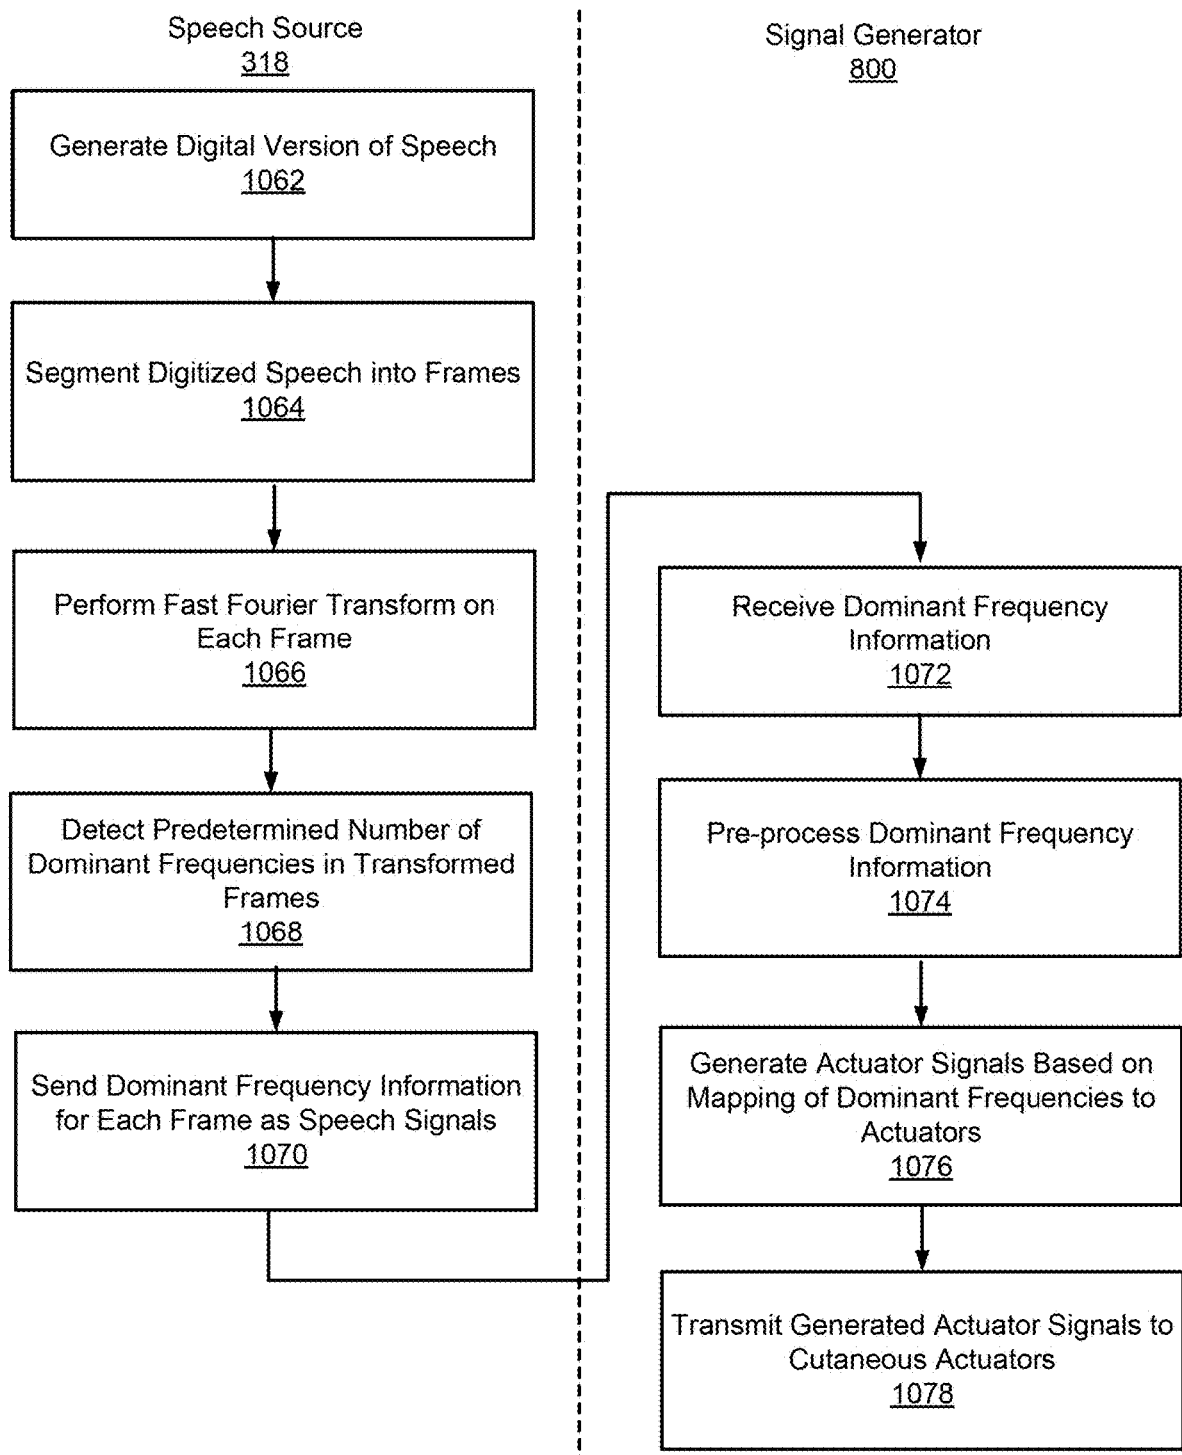 Speech Source
318
Generate Digital Version of Speech
1062
Segment Digitized Speech into Frames
1064
Perform Fast Fourier Transform on
Each Frame
1066
Detect Predetermined Number of
Dominant Frequencies in Transformed
Frames
1068
Send Dominant Frequency Information
for Each Frame as Speech Signals
1070
Signal Generator
800
Receive Dominant Frequency
Information
1072
Pre-process Dominant Frequency
Information
1074
Generate Actuator Signals Based on
Mapping of Dominant Frequencies to
Actuators
1076
Transmit Generated Actuator Signals to
Cutaneous Actuators
1078